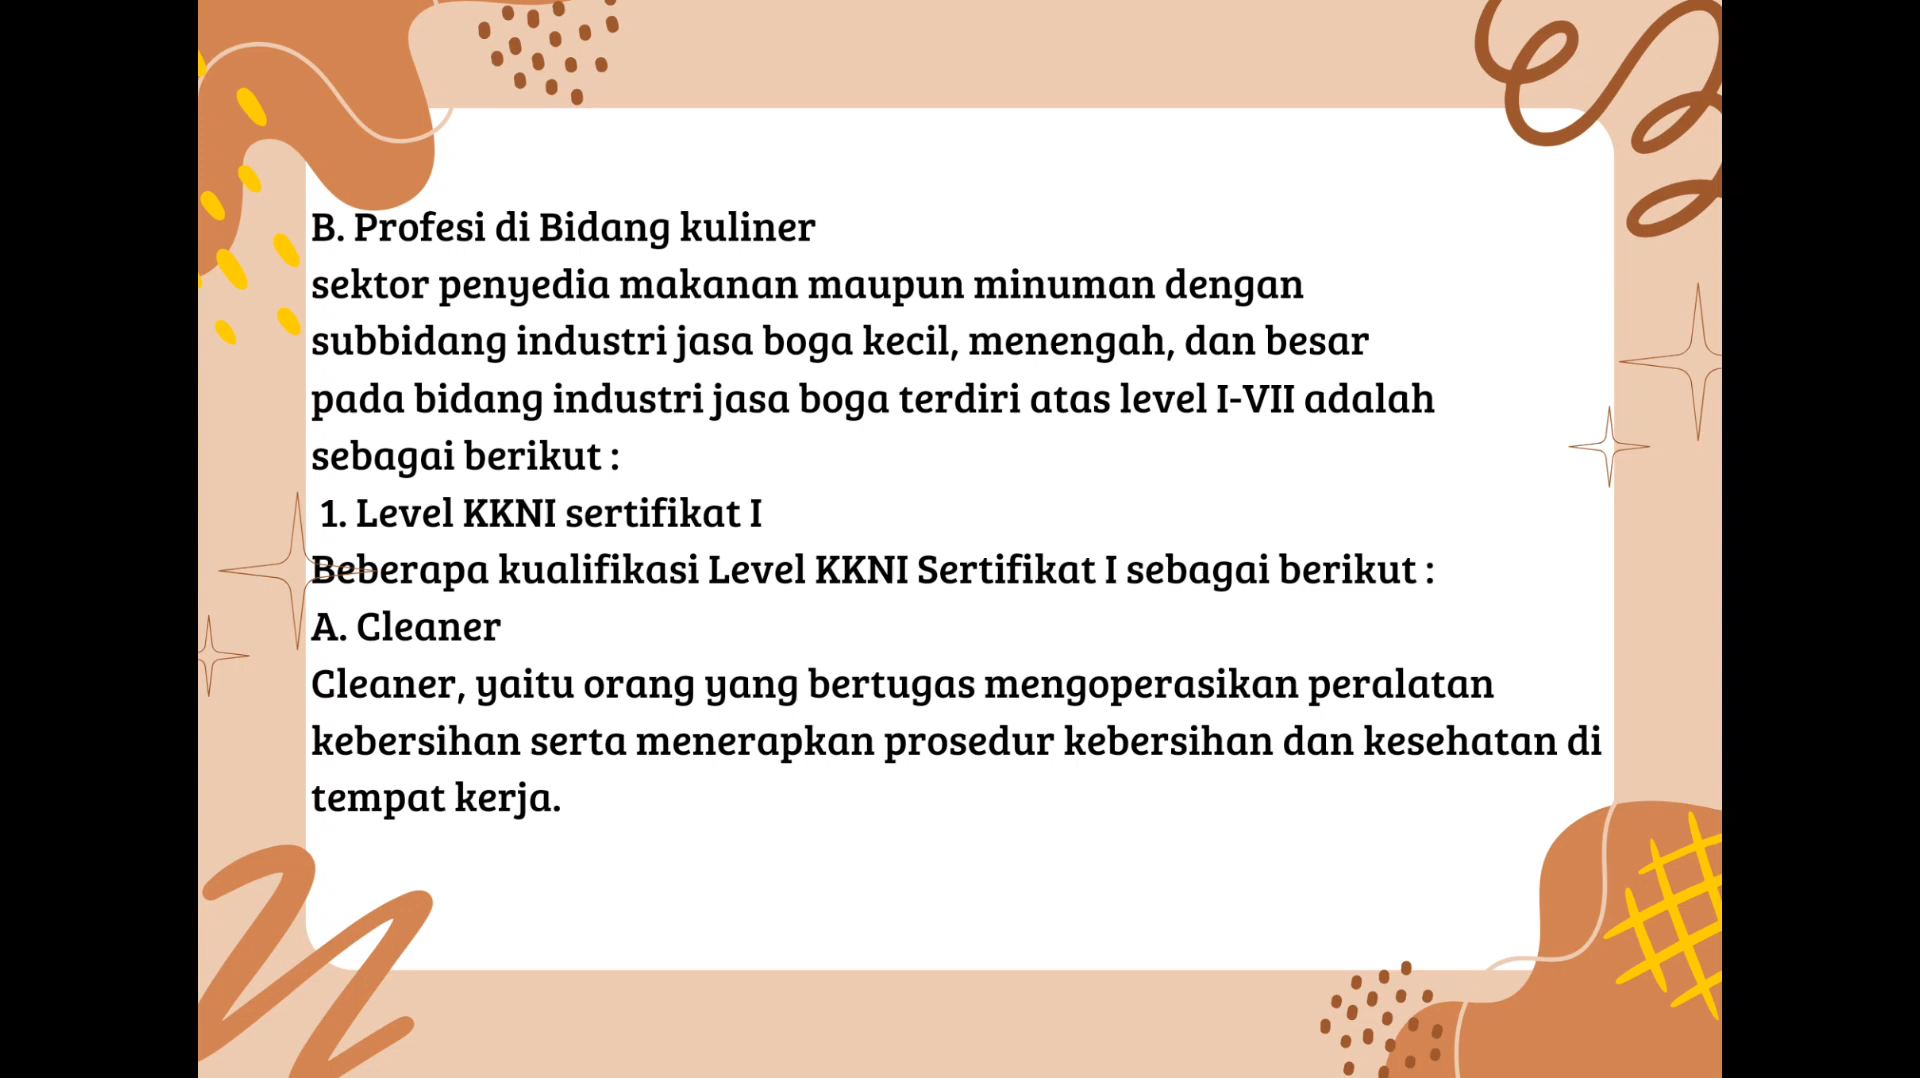 B. Profesi di Bidang kuliner
sektor penyedia makanan maupun minuman dengan
subbidang industri jasa boga kecil, menengah, dan besar
pada bidang industri jasa boga terdiri atas level I-VII adalah
sebagai berikut :
1. Level KKNI sertifikat I
Beberapa kualifikasi Level KKNI Sertifikat I sebagai berikut :
A. Cleaner
Cleaner, yaitu orang yang bertugas mengoperasikan peralatan
kebersihan serta menerapkan prosedur kebersihan dan kesehatan di
tempat kerja.